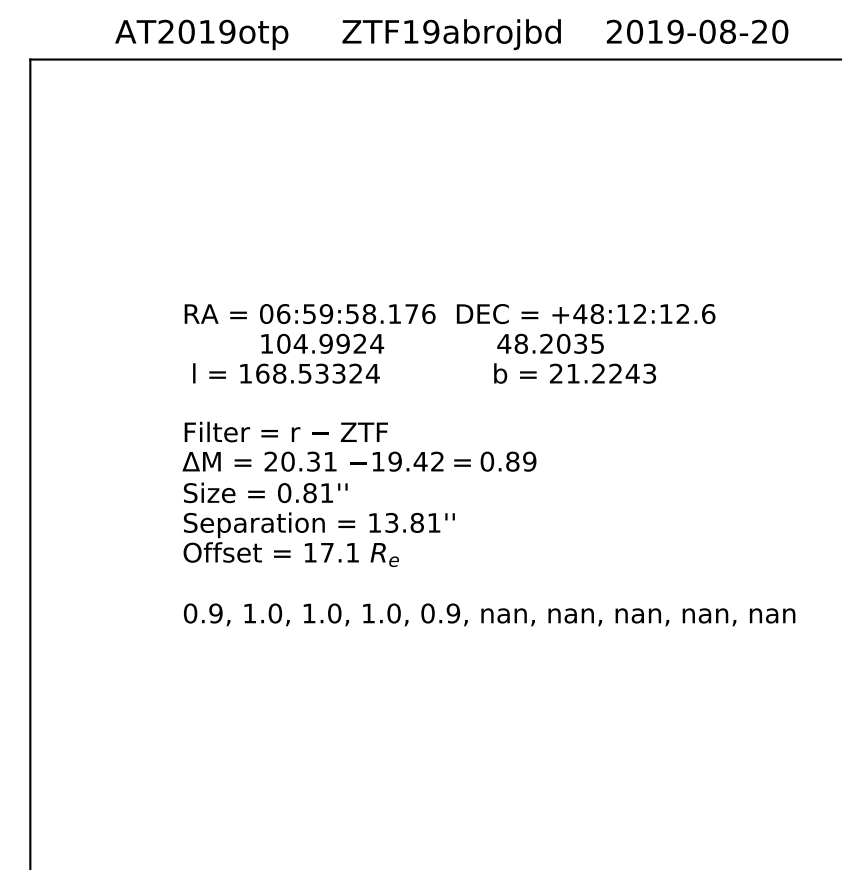 AT2019otp ZTF19abrojbd 2019-08-20
RA = 06:59:58.176 DEC = +48:12:12.6
104.9924 48.2035
l = 168.53324 b = 21.2243
Filter = r − ZTF
ΔM = 20.31 −19.42 = 0.89
Size = 0.81''
Separation = 13.81''
Offset = 17.1 Re
0.9, 1.0, 1.0, 1.0, 0.9, nan, nan, nan, nan, nan